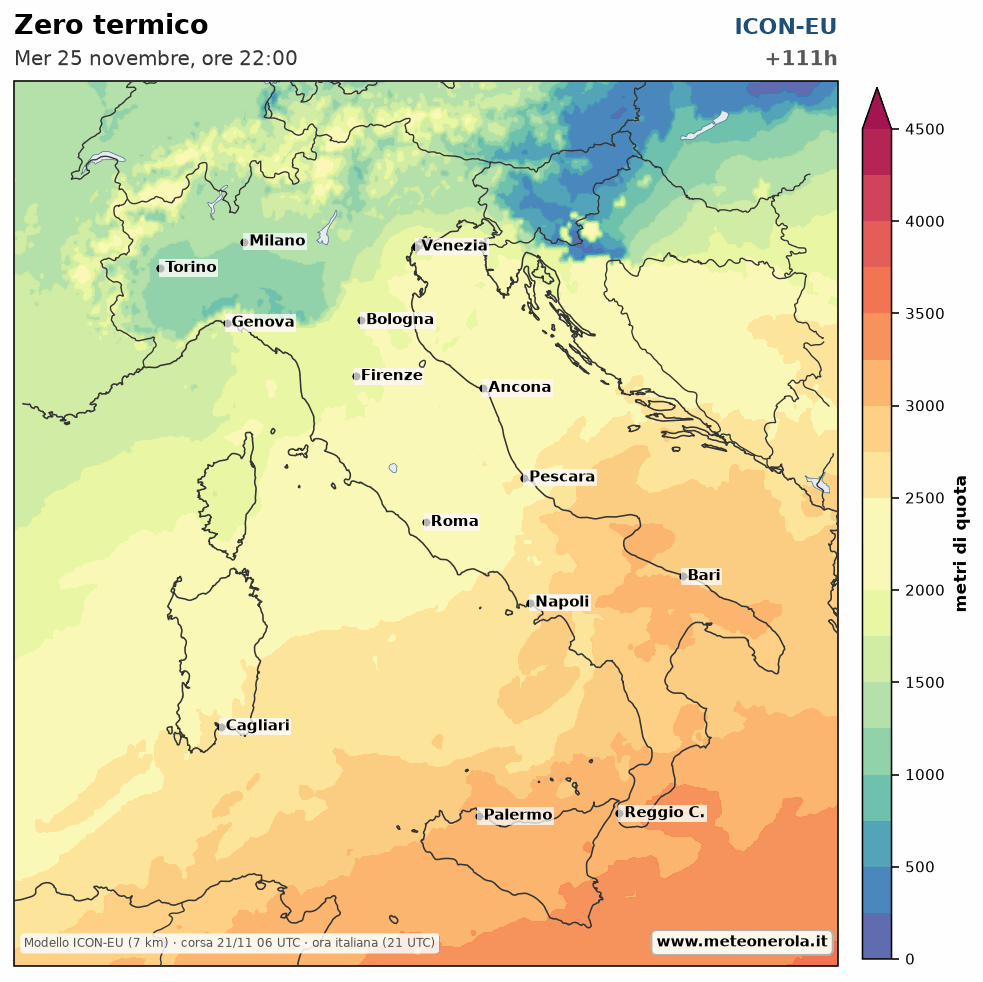 Zero termico
ICON-EU
Mer 25 novembre, ore 22:00
+111h
Milano
Venezia
Torino
Genova
Bologna
Firenze
Ancona
Pescara
Roma
Bari
Napoli
Cagliari
Palermo
Reggio C.
4500
4000
3500
3000
2500
2000
1500
1000
500
0
metri di quota
Modello ICON-EU (7 km) · corsa 21/11 06 UTC · ora italiana (21 UTC)
www.meteonerola.it